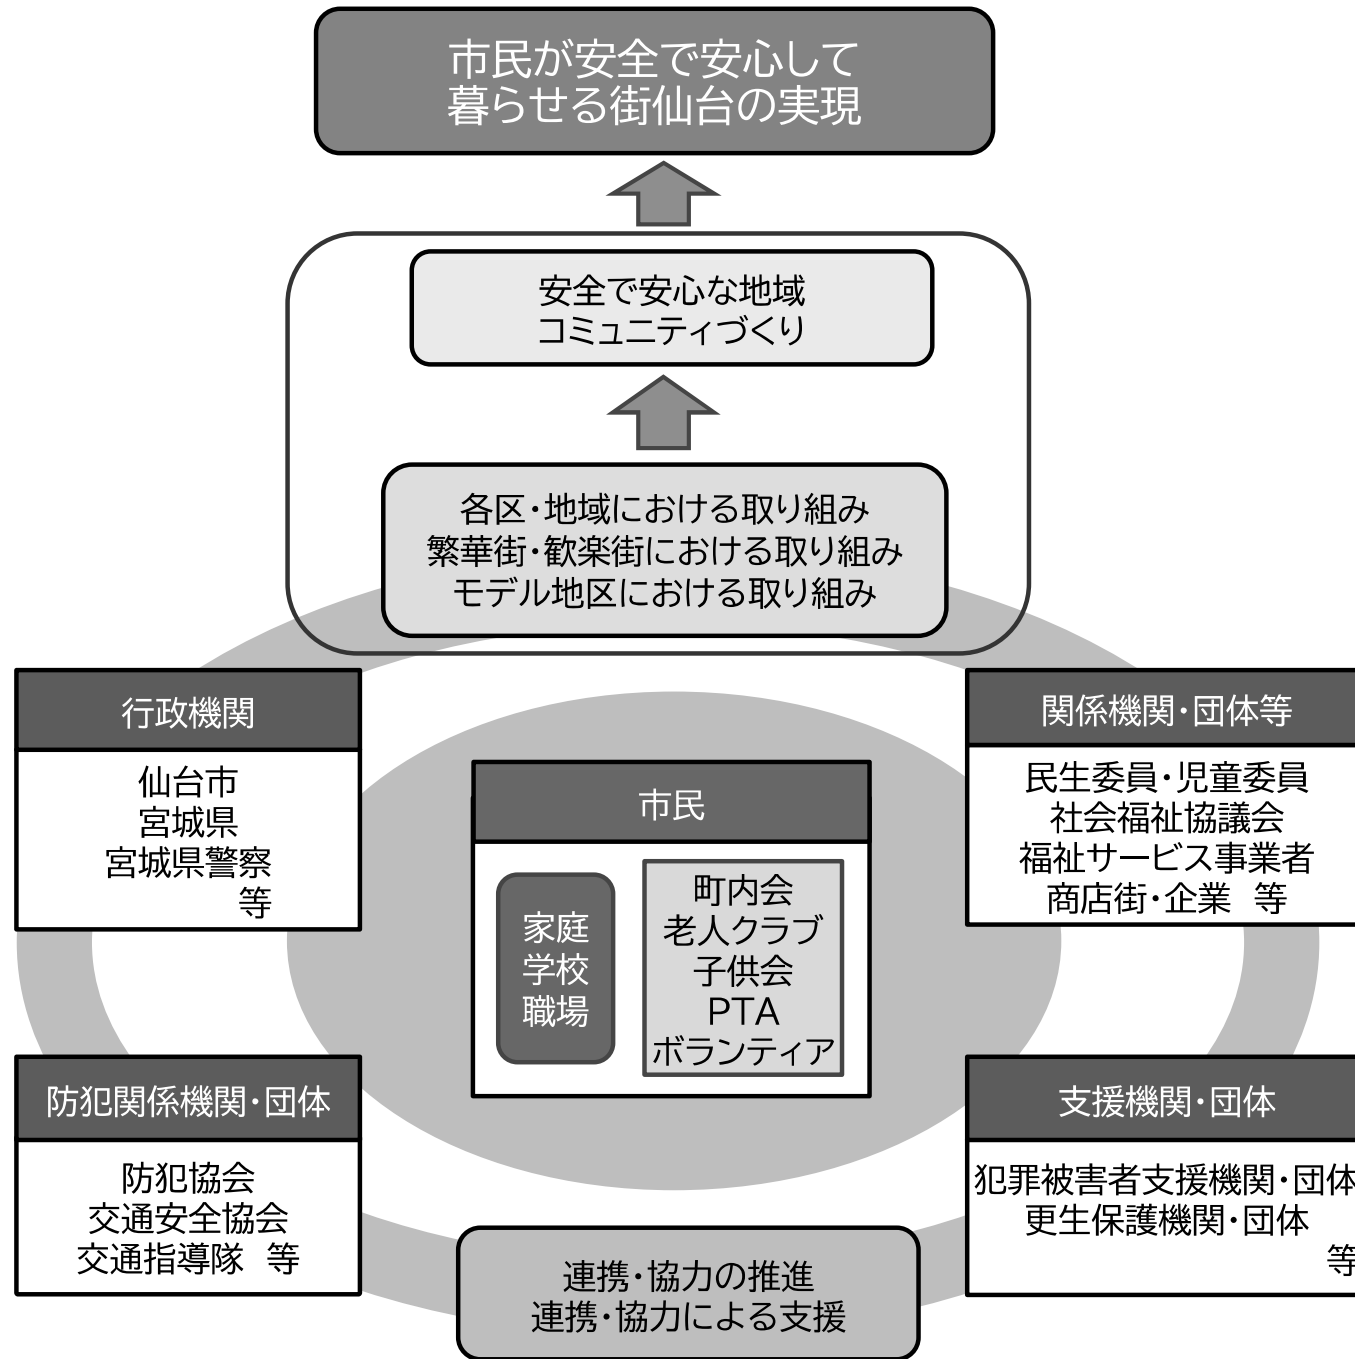 市民が安全で安心して
暮らせる街仙台の実現
安全で安心な地域
コミュニティづくり
各区・地域における取り組み
繁華街・歓楽街における取り組み
モデル地区における取り組み
行政機関
仙台市
宮城県
宮城県警察
等
関係機関・団体等
民生委員・児童委員
社会福祉協議会
福祉サービス事業者
商店街・企業　等
市民
家庭
学校
職場
町内会
老人クラブ
子供会
PTA
ボランティア
防犯関係機関・団体
防犯協会
交通安全協会
交通指導隊　等
支援機関・団体
犯罪被害者支援機関・団体
更生保護機関・団体
等
連携・協力の推進
連携・協力による支援